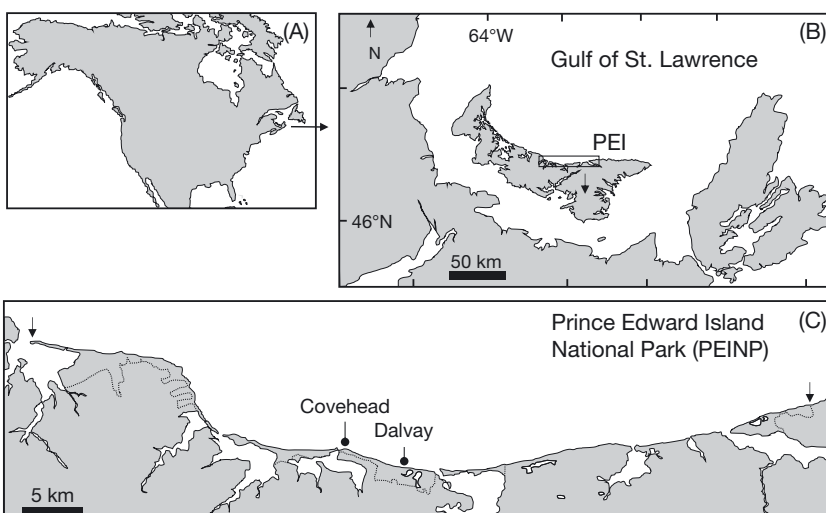 (A)
N
64°W
(B)
Gulf of St. Lawrence
PEI
46°N
50 km
Prince Edward Island
(C)
National Park (PEINP)
Covehead
Dalvay
5 km